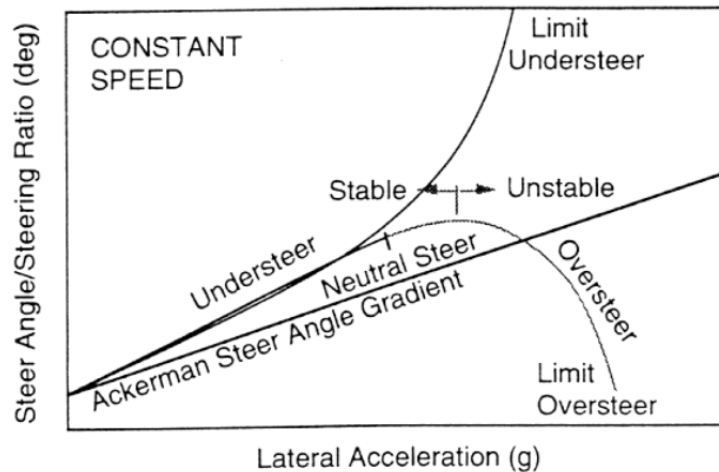 CONSTANT
SPEED
Limit
Understeer
Stable
Unstable
Understeer
Neutral Steer
Ackerman Steer Angle Gradient
Oversteer
Limit
Oversteer
Steer Angle/Steering Ratio (deg)
Lateral Acceleration (g)